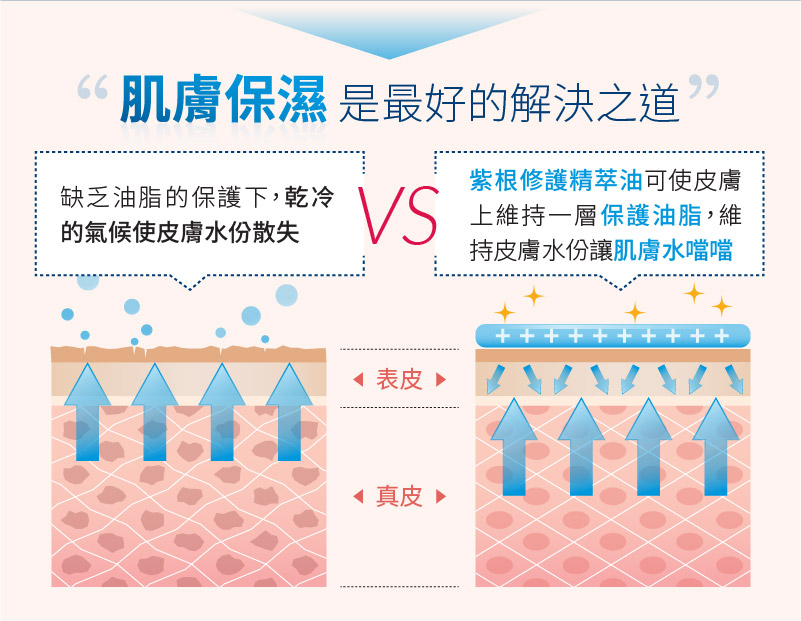 “肌膚保濕 是最好的解決之道”
缺乏油脂的保護下，乾冷
的氣候使皮膚水份散失
VS
紫根修護精萃油可使皮膚
上維持一層保護油脂，維
持皮膚水份讓肌膚水噹噹
表皮
真皮